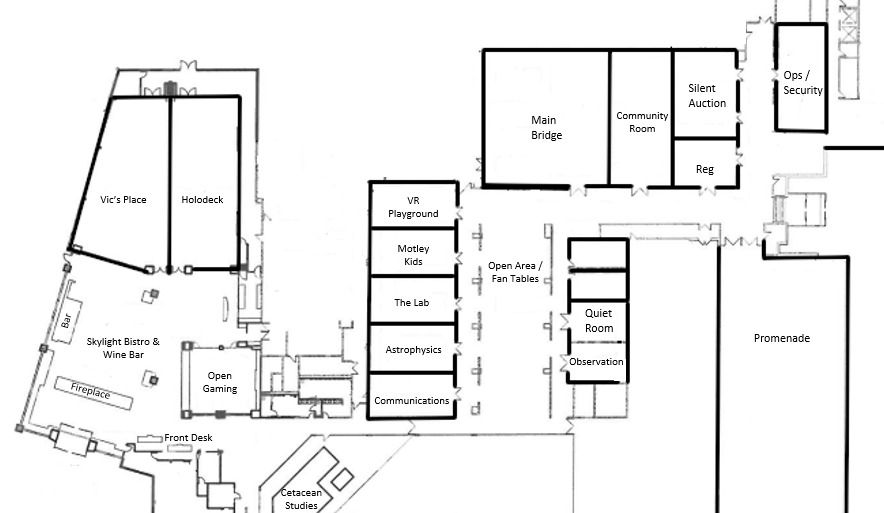 Ops /
Security
Silent
Auction
Main
Bridge
Community
Room
Reg
Vic's Place
Holodeck
VR
Playground
Motley
Kids
Open Area /
Fan Tables
The Lab
Quiet
Room
Bar
Skylight Bistro &
Wine Bar
Astrophysics
Promenade
Observation
Open
Gaming
Fireplace
Communications
Front Desk
Cetacean
Studies